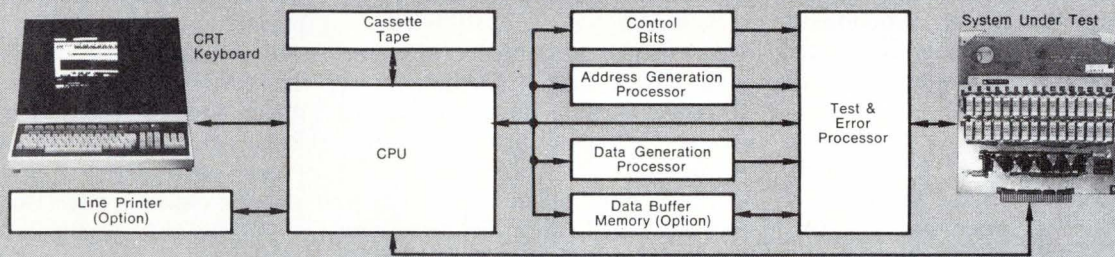 CRT
Keyboard
Line Printer
(Option)
Cassette
Tape
CPU
Control
Bits
Address Generation
Processor
Data Generation
Processor
Data Buffer
Memory (Option)
Test &
Error
Processor
System Under Test